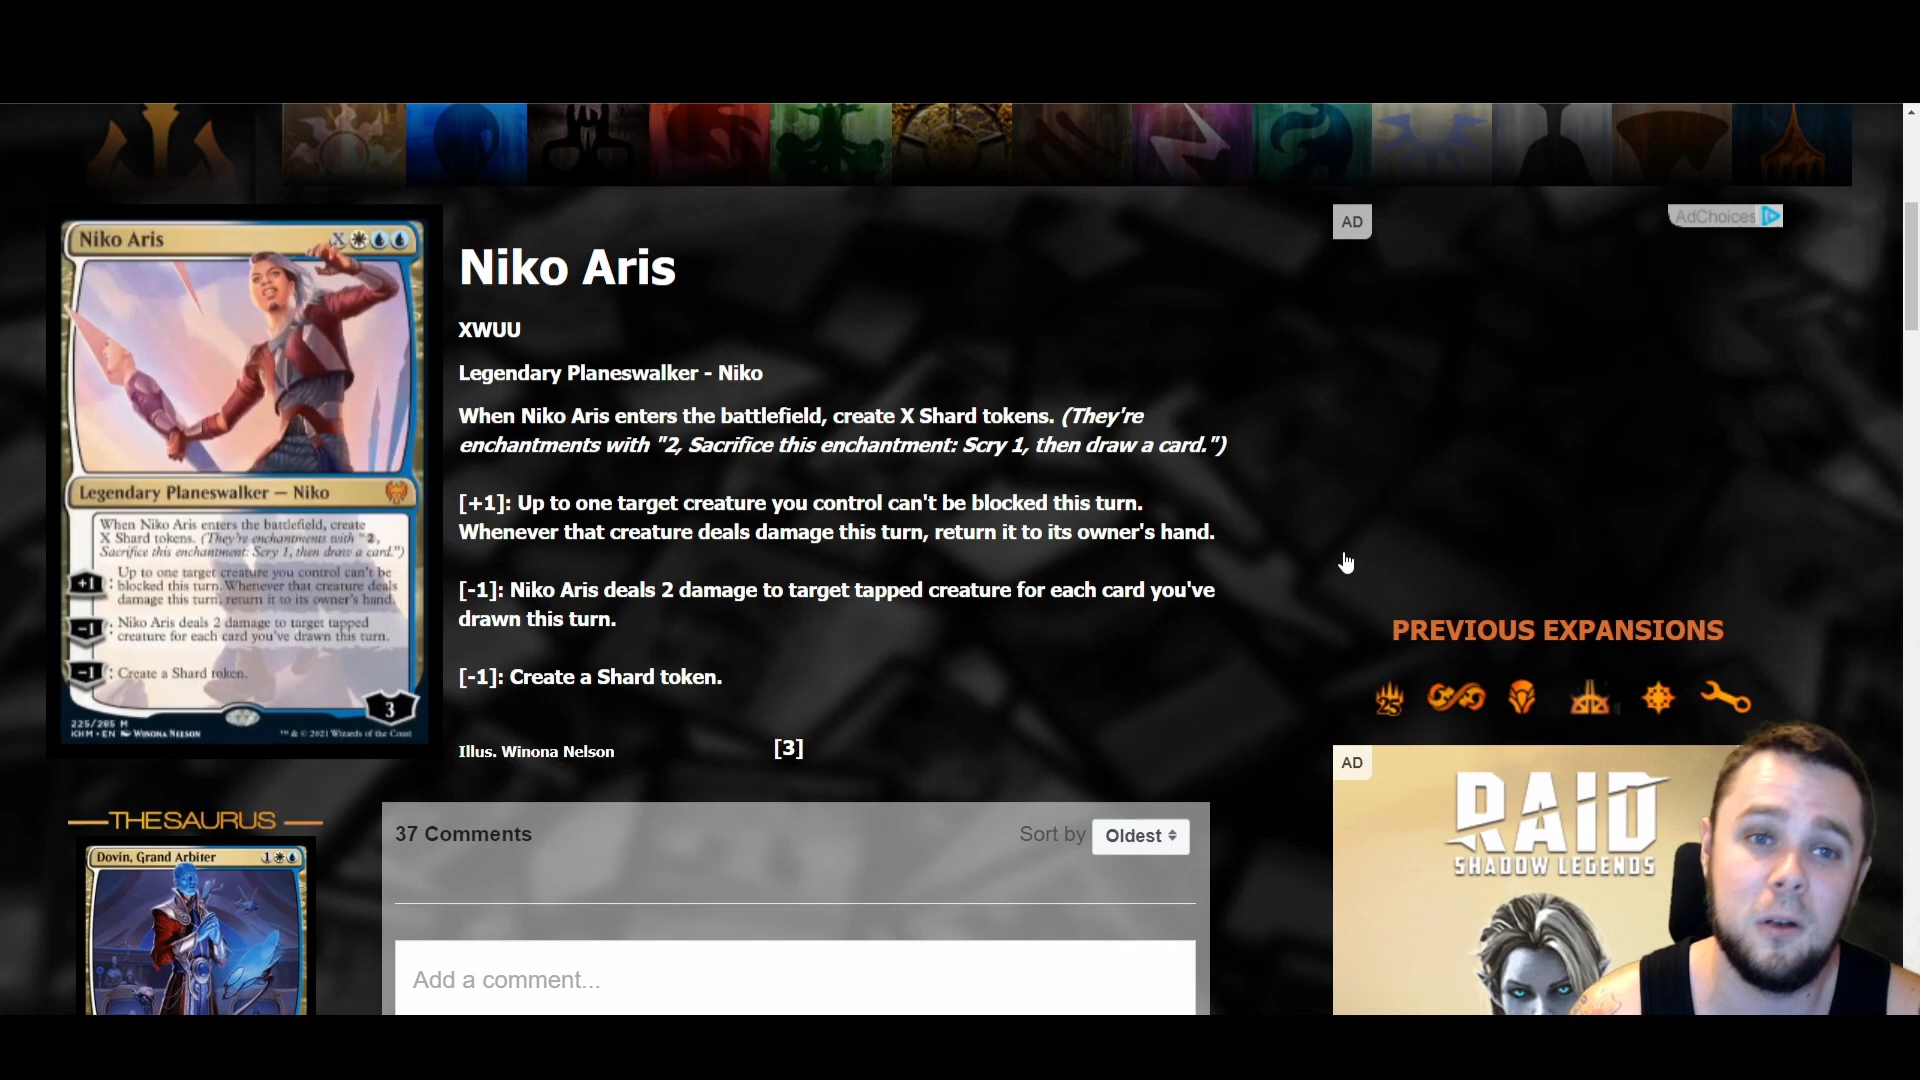 Niko Aris
X
Legendary Planeswalker — Niko
When Niko Aris enters the battlefield, create
X Shard tokens. (They're enchantments with "2,
Sacrifice this enchantment: Scry 1, then draw a card.")
+1: Up to one target creature you control can't be
blocked this turn. Whenever that creature deals
damage this turn, return it to its owner's hand.
-1: Niko Aris deals 2 damage to target tapped
creature for each card you've drawn this turn.
-1: Create a Shard token.
3
225/285 M
KHM • EN Winona Nelson
™ & © 2021 Wizards of the Coast
Niko Aris
XWUU
Legendary Planeswalker - Niko
When Niko Aris enters the battlefield, create X Shard tokens. (They're
enchantments with "2, Sacrifice this enchantment: Scry 1, then draw a card.")
[+1]: Up to one target creature you control can't be blocked this turn.
Whenever that creature deals damage this turn, return it to its owner's hand.
[-1]: Niko Aris deals 2 damage to target tapped creature for each card you've
drawn this turn.
[-1]: Create a Shard token.
Illus. Winona Nelson [3]
AD
AdChoices
PREVIOUS EXPANSIONS
25
AD
RAID
SHADOW LEGENDS
THESAURUS
Dovin, Grand Arbiter 1
37 Comments Sort by Oldest
Add a comment...